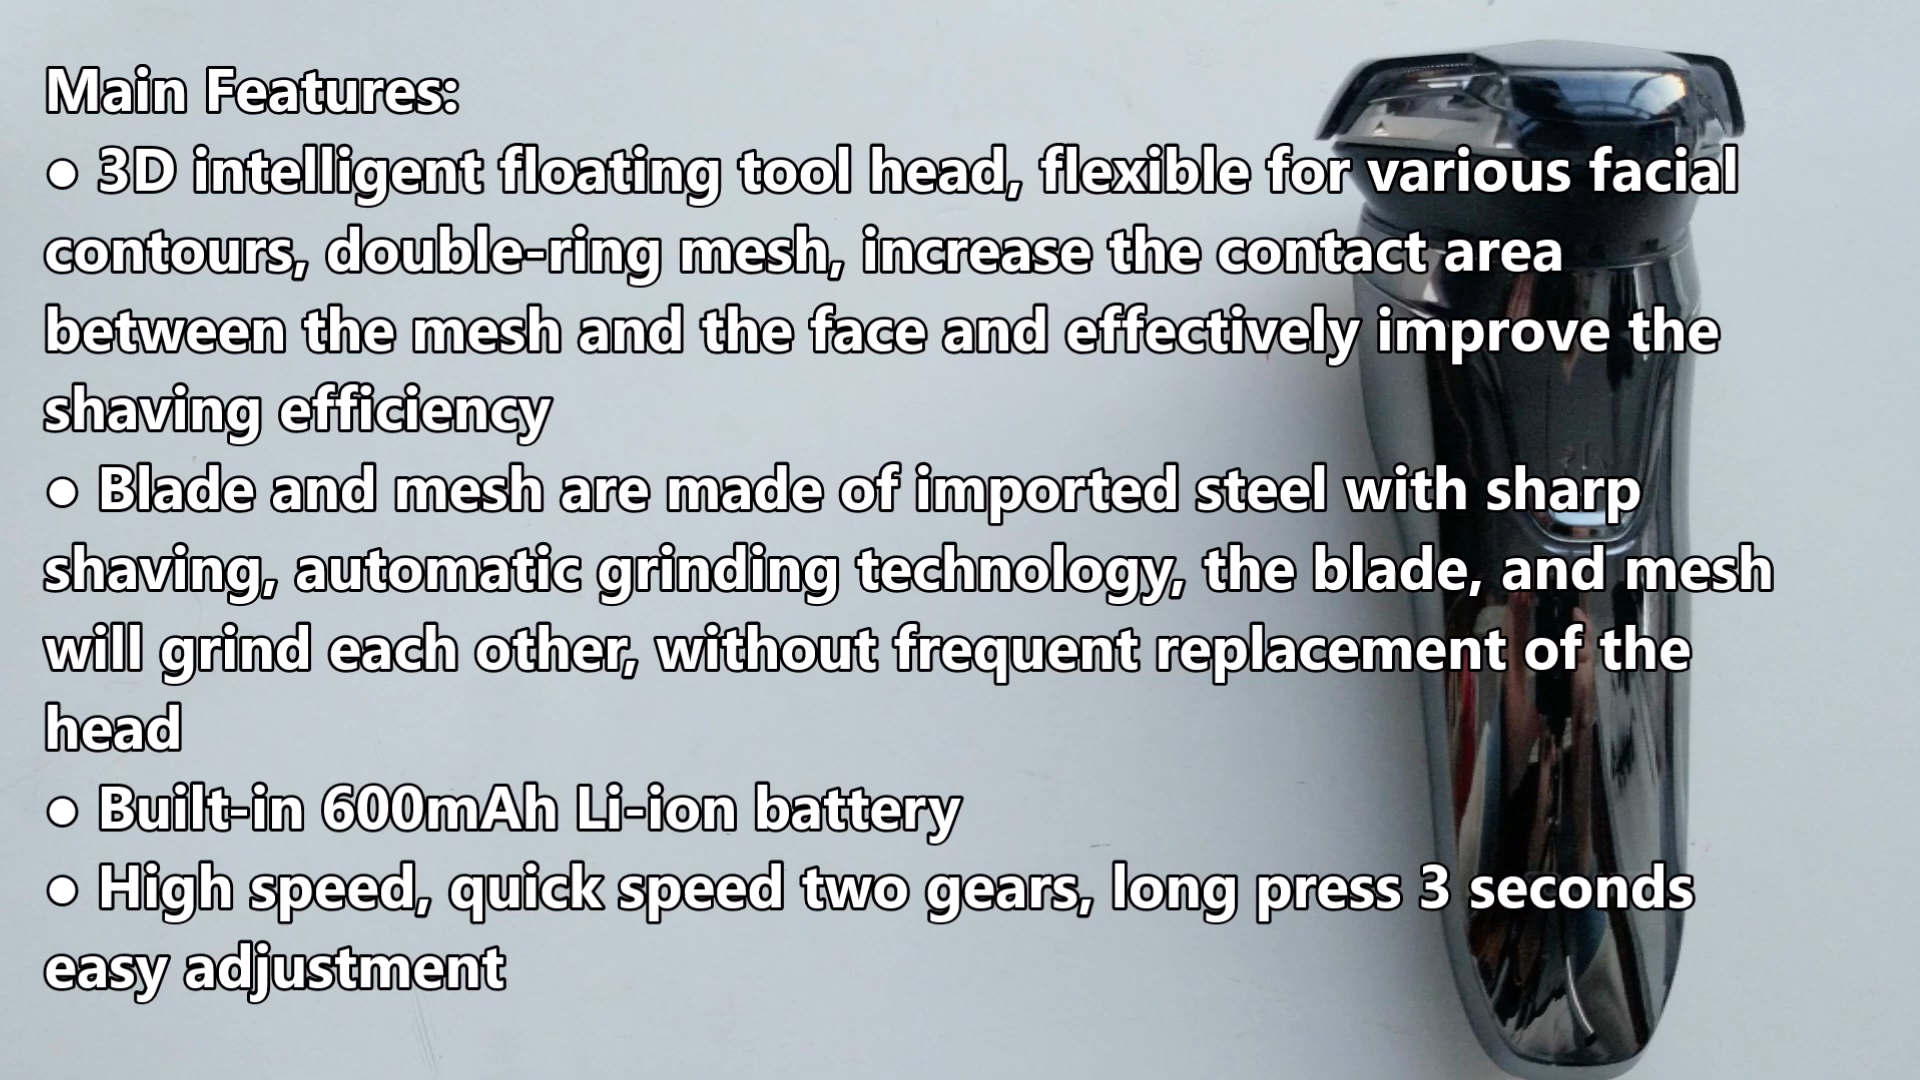 Main Features:
● 3D intelligent floating tool head, flexible for various facial
contours, double-ring mesh, increase the contact area
between the mesh and the face and effectively improve the
shaving efficiency
● Blade and mesh are made of imported steel with sharp
shaving, automatic grinding technology, the blade, and mesh
will grind each other, without frequent replacement of the
head
● Built-in 600mAh Li-ion battery
● High speed, quick speed two gears, long press 3 seconds
easy adjustment